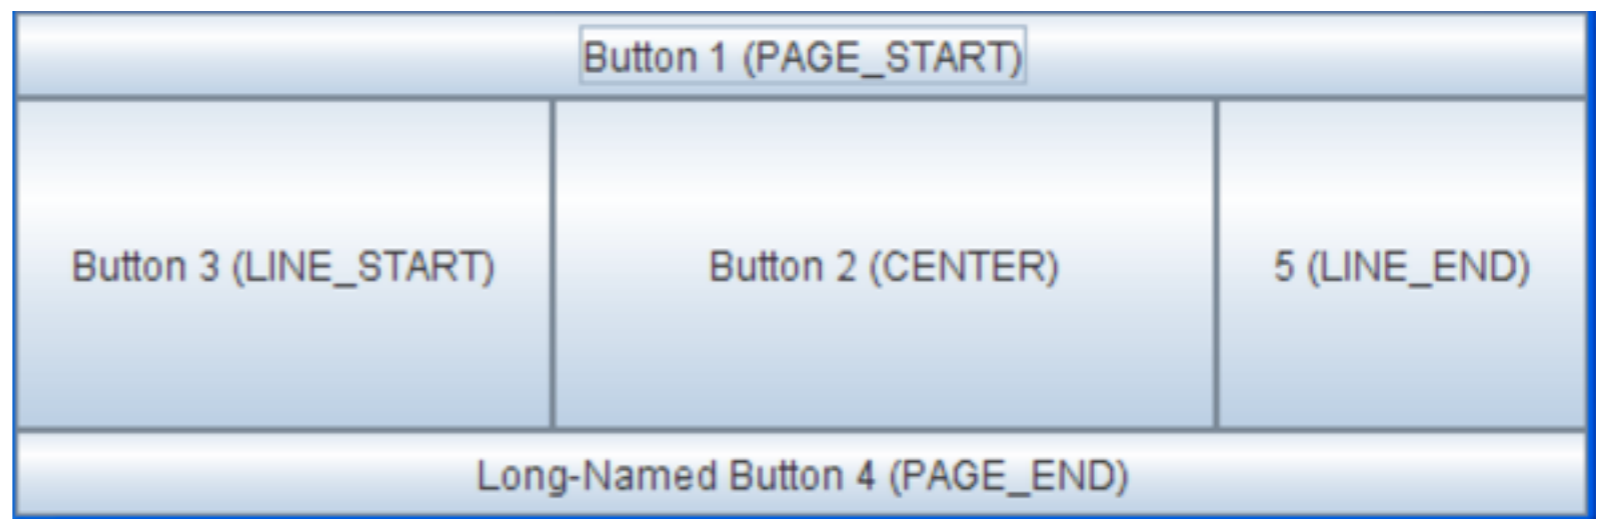 Button 1 (PAGE_START)
Button 3 (LINE_START)
Button 2 (CENTER)
5 (LINE_END)
Long-Named Button 4 (PAGE_END)